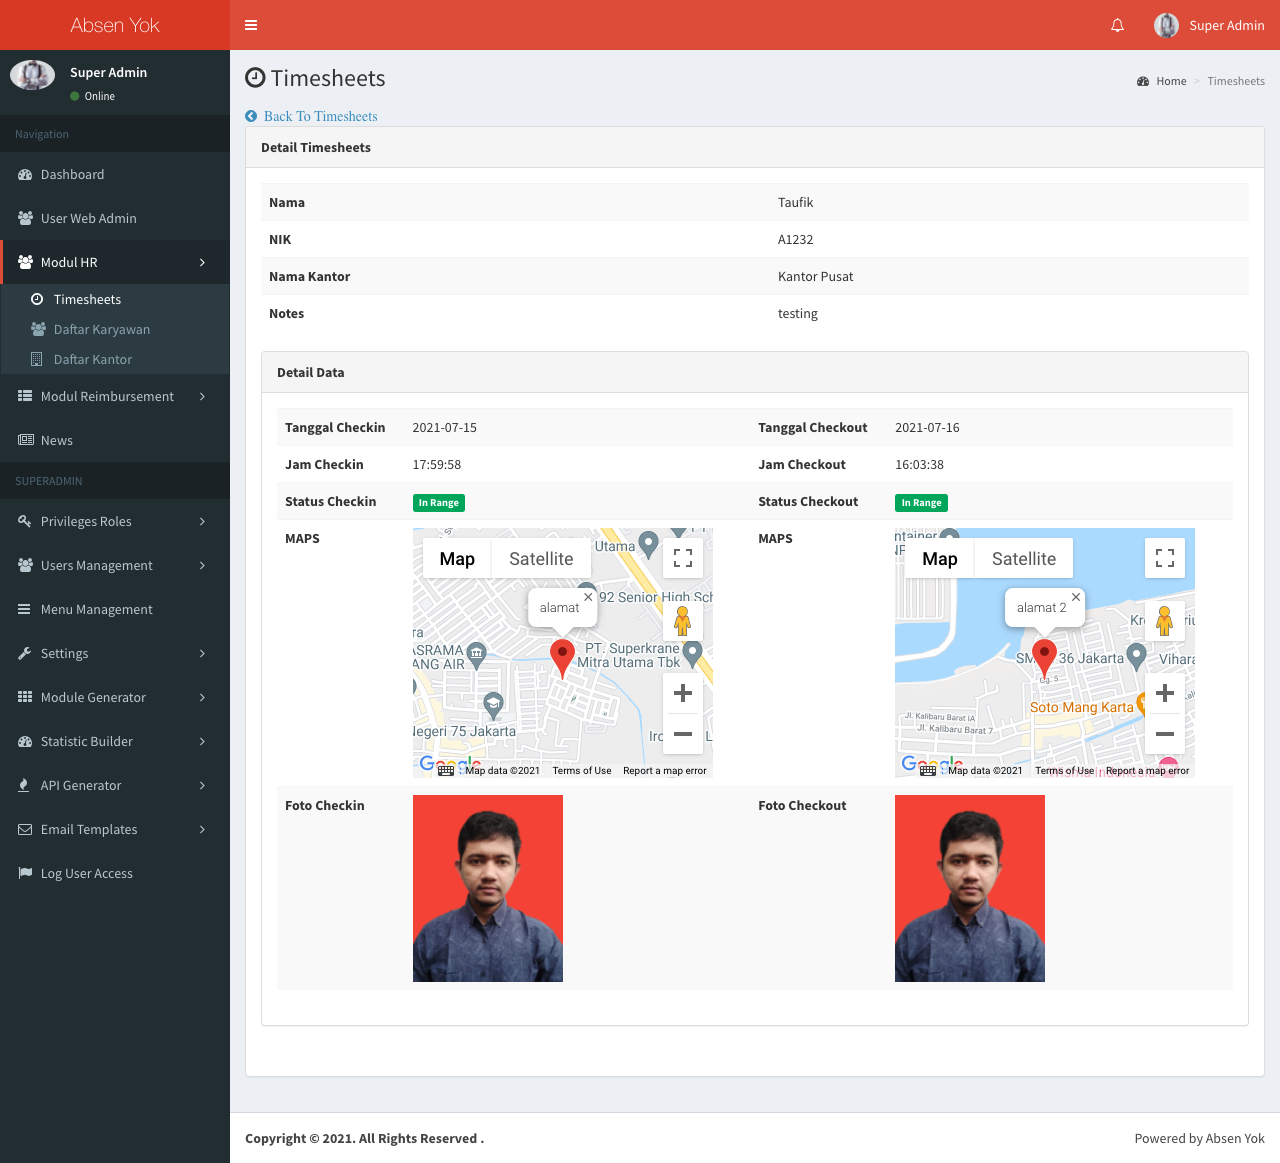 Absen Yok
Super Admin
Super Admin
Online
Navigation
Dashboard
User Web Admin
Modul HR
Timesheets
Daftar Karyawan
Daftar Kantor
Modul Reimbursement
News
SUPERADMIN
Privileges Roles
Users Management
Menu Management
Settings
Module Generator
Statistic Builder
API Generator
Email Templates
Log User Access
Timesheets
Home > Timesheets
Back To Timesheets
Detail Timesheets
Nama Taufik
NIK A1232
Nama Kantor Kantor Pusat
Notes testing
Detail Data
Tanggal Checkin 2021-07-15 Tanggal Checkout 2021-07-16
Jam Checkin 17:59:58 Jam Checkout 16:03:38
Status Checkin In Range Status Checkout In Range
MAPS
Map Satellite
Utama
92 Senior High Sch
alamat
ra
ASRAMA
ANG AIR
PT. Superkrane
Mitra Utama Tbk
Negeri 75 Jakarta
Google
Map data ©2021 Terms of Use Report a map error
MAPS
ntainer
Map Satellite
alamat 2
36 Jakarta
Vihara
Cg. 5
Soto Mang Karta
Jl. Kalibaru Barat IA
Jl. Kalibaru Barat 7
Google
Map data ©2021 Terms of Use Report a map error
Foto Checkin Foto Checkout
Copyright © 2021. All Rights Reserved .
Powered by Absen Yok